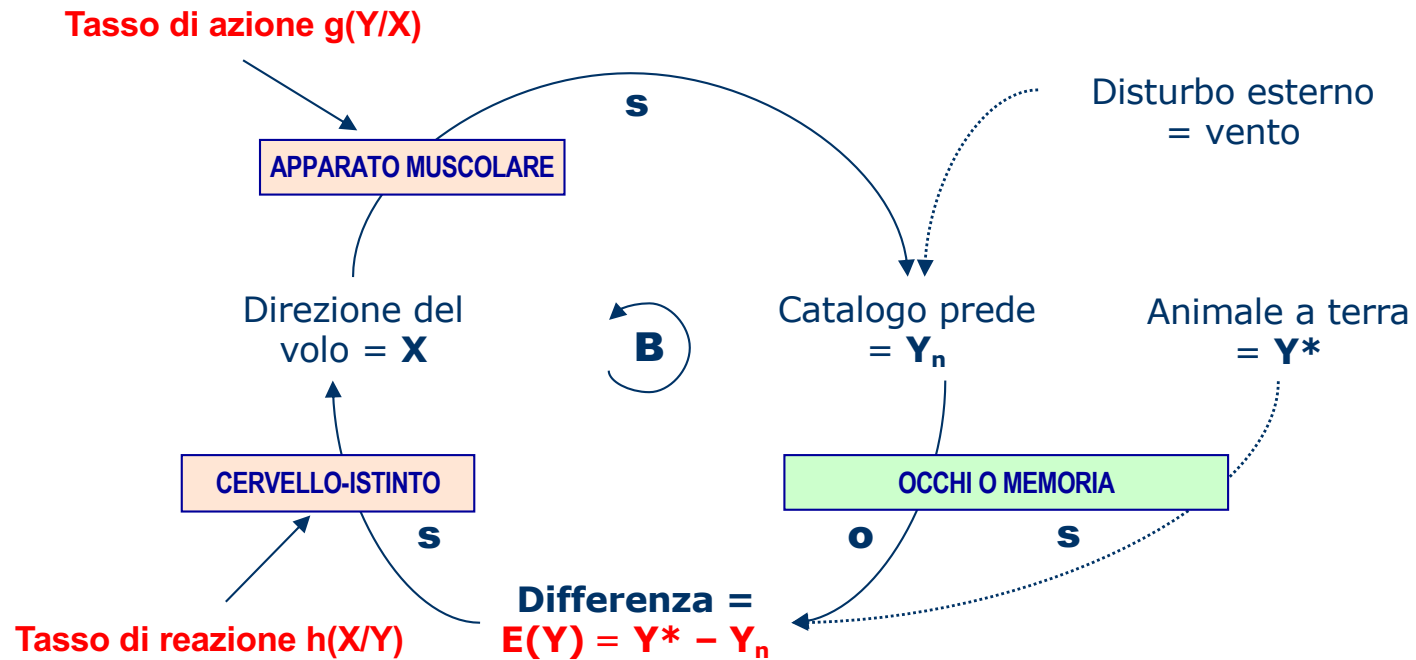 Tasso di azione g(Y/X)
s
Disturbo esterno
= vento
APPARATO MUSCOLARE
Direzione del
volo = X
B
Catalogo prede
= Yn
Animale a terra
= Y*
CERVELLO-ISTINTO
OCCHI O MEMORIA
s
o
s
Differenza =
E(Y) = Y* – Yn
Tasso di reazione h(X/Y)